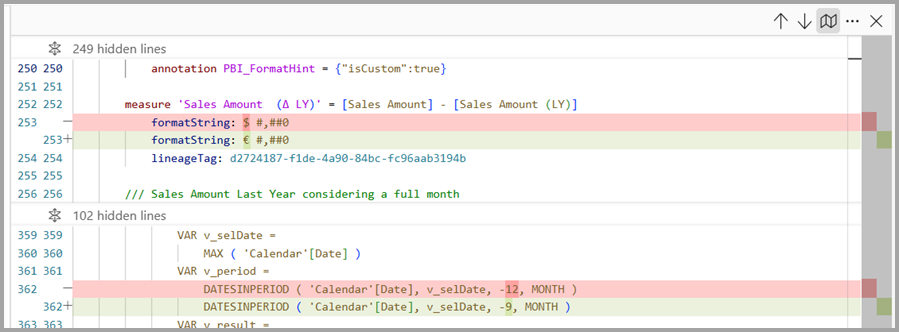 249 hidden lines
250 250 annotation PBI_FormatHint = {"isCustom":true}
251 251
252 252 measure 'Sales Amount  (Δ LY)' = [Sales Amount] - [Sales Amount (LY)]
253 − formatString: $ #,##0
253+ formatString: € #,##0
254 254 lineageTag: d2724187-f1de-4a90-84bc-fc96aab3194b
255 255
256 256 /// Sales Amount Last Year considering a full month
102 hidden lines
359 359 VAR v_selDate =
360 360 MAX ( 'Calendar'[Date] )
361 361 VAR v_period =
362 − DATESINPERIOD ( 'Calendar'[Date], v_selDate, -12, MONTH )
362+ DATESINPERIOD ( 'Calendar'[Date], v_selDate, -9, MONTH )
363 363 VAR v_result =